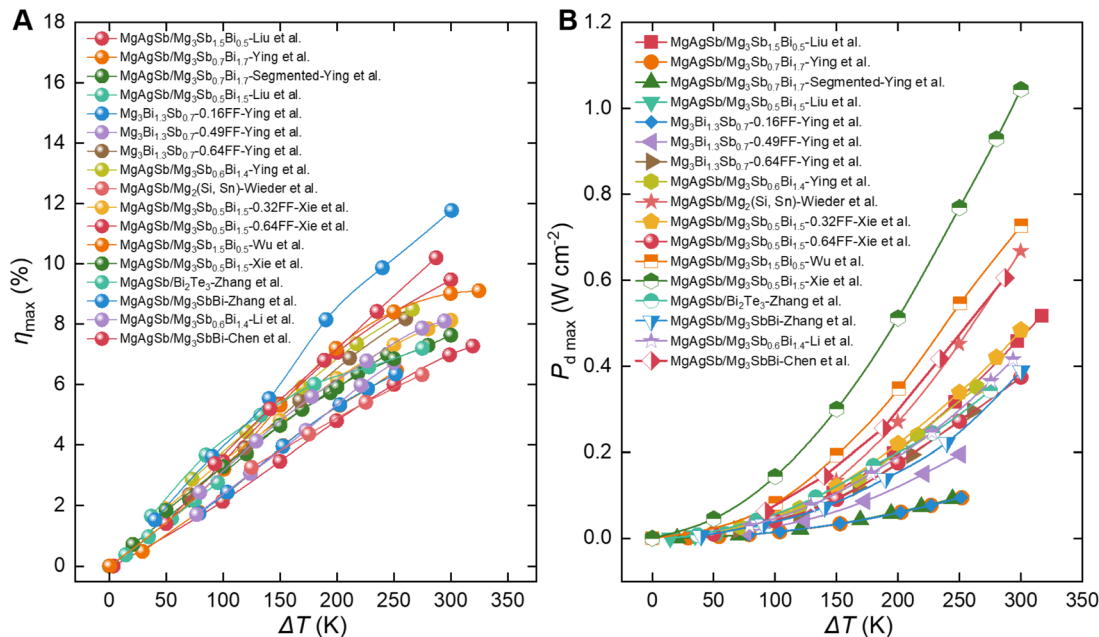 A
18
16
14
12
10
8
6
4
2
0
η max (%)
MgAgSb/Mg₃Sb₁.₅Bi₀.₅-Liu et al.
MgAgSb/Mg₃Sb₀.₇Bi₁.₇-Ying et al.
MgAgSb/Mg₃Sb₀.₇Bi₁.₇-Segmented-Ying et al.
MgAgSb/Mg₃Sb₀.₅Bi₁.₅-Liu et al.
Mg₃Bi₁.₃Sb₀.₇-0.16FF-Ying et al.
Mg₃Bi₁.₃Sb₀.₇-0.49FF-Ying et al.
Mg₃Bi₁.₃Sb₀.₇-0.64FF-Ying et al.
MgAgSb/Mg₃Sb₀.₆Bi₁.₄-Ying et al.
MgAgSb/Mg₂(Si, Sn)-Wieder et al.
MgAgSb/Mg₃Sb₀.₅Bi₁.₅-0.32FF-Xie et al.
MgAgSb/Mg₃Sb₀.₅Bi₁.₅-0.64FF-Xie et al.
MgAgSb/Mg₃Sb₁.₅Bi₀.₅-Wu et al.
MgAgSb/Mg₃Sb₀.₅Bi₁.₅-Xie et al.
MgAgSb/Bi₂Te₃-Zhang et al.
MgAgSb/Mg₃SbBi-Zhang et al.
MgAgSb/Mg₃Sb₀.₆Bi₁.₄-Li et al.
MgAgSb/Mg₃SbBi-Chen et al.
0 50 100 150 200 250 300 350
ΔT (K)
B
1.2
1.0
0.8
0.6
0.4
0.2
0.0
P d max (W cm⁻²)
MgAgSb/Mg₃Sb₁.₅Bi₀.₅-Liu et al.
MgAgSb/Mg₃Sb₀.₇Bi₁.₇-Ying et al.
MgAgSb/Mg₃Sb₀.₇Bi₁.₇-Segmented-Ying et al.
MgAgSb/Mg₃Sb₀.₅Bi₁.₅-Liu et al.
Mg₃Bi₁.₃Sb₀.₇-0.16FF-Ying et al.
Mg₃Bi₁.₃Sb₀.₇-0.49FF-Ying et al.
Mg₃Bi₁.₃Sb₀.₇-0.64FF-Ying et al.
MgAgSb/Mg₃Sb₀.₆Bi₁.₄-Ying et al.
MgAgSb/Mg₂(Si, Sn)-Wieder et al.
MgAgSb/Mg₃Sb₀.₅Bi₁.₅-0.32FF-Xie et al.
MgAgSb/Mg₃Sb₀.₅Bi₁.₅-0.64FF-Xie et al.
MgAgSb/Mg₃Sb₁.₅Bi₀.₅-Wu et al.
MgAgSb/Mg₃Sb₀.₅Bi₁.₅-Xie et al.
MgAgSb/Bi₂Te₃-Zhang et al.
MgAgSb/Mg₃SbBi-Zhang et al.
MgAgSb/Mg₃Sb₀.₆Bi₁.₄-Li et al.
MgAgSb/Mg₃SbBi-Chen et al.
0 50 100 150 200 250 300 350
ΔT (K)